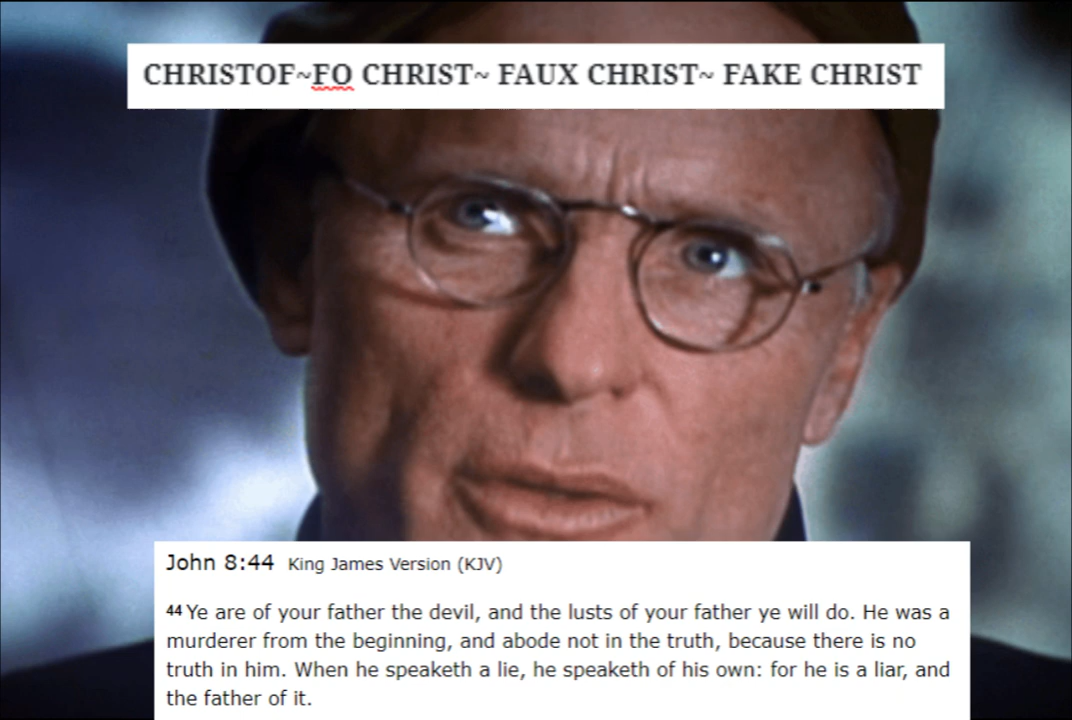 CHRISTOF~FO CHRIST~ FAUX CHRIST~ FAKE CHRIST
John 8:44 King James Version (KJV)
44 Ye are of your father the devil, and the lusts of your father ye will do. He was a
murderer from the beginning, and abode not in the truth, because there is no
truth in him. When he speaketh a lie, he speaketh of his own: for he is a liar, and
the father of it.